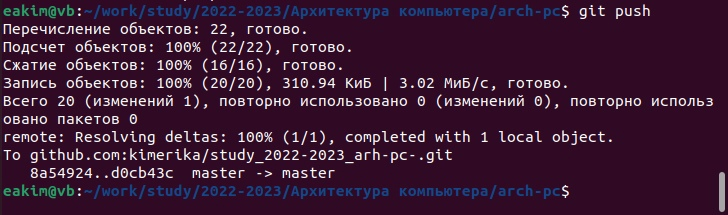 eakim@vb:~/work/study/2022-2023/Архитектура компьютера/arch-pc$ git push
Перечисление объектов: 22, готово.
Подсчет объектов: 100% (22/22), готово.
Сжатие объектов: 100% (16/16), готово.
Запись объектов: 100% (20/20), 310.94 КиБ | 3.02 МиБ/с, готово.
Всего 20 (изменений 1), повторно использовано 0 (изменений 0), повторно использ
овано пакетов 0
remote: Resolving deltas: 100% (1/1), completed with 1 local object.
To github.com:kimerika/study_2022-2023_arh-pc-.git
   8a54924..d0cb43c  master -> master
eakim@vb:~/work/study/2022-2023/Архитектура компьютера/arch-pc$